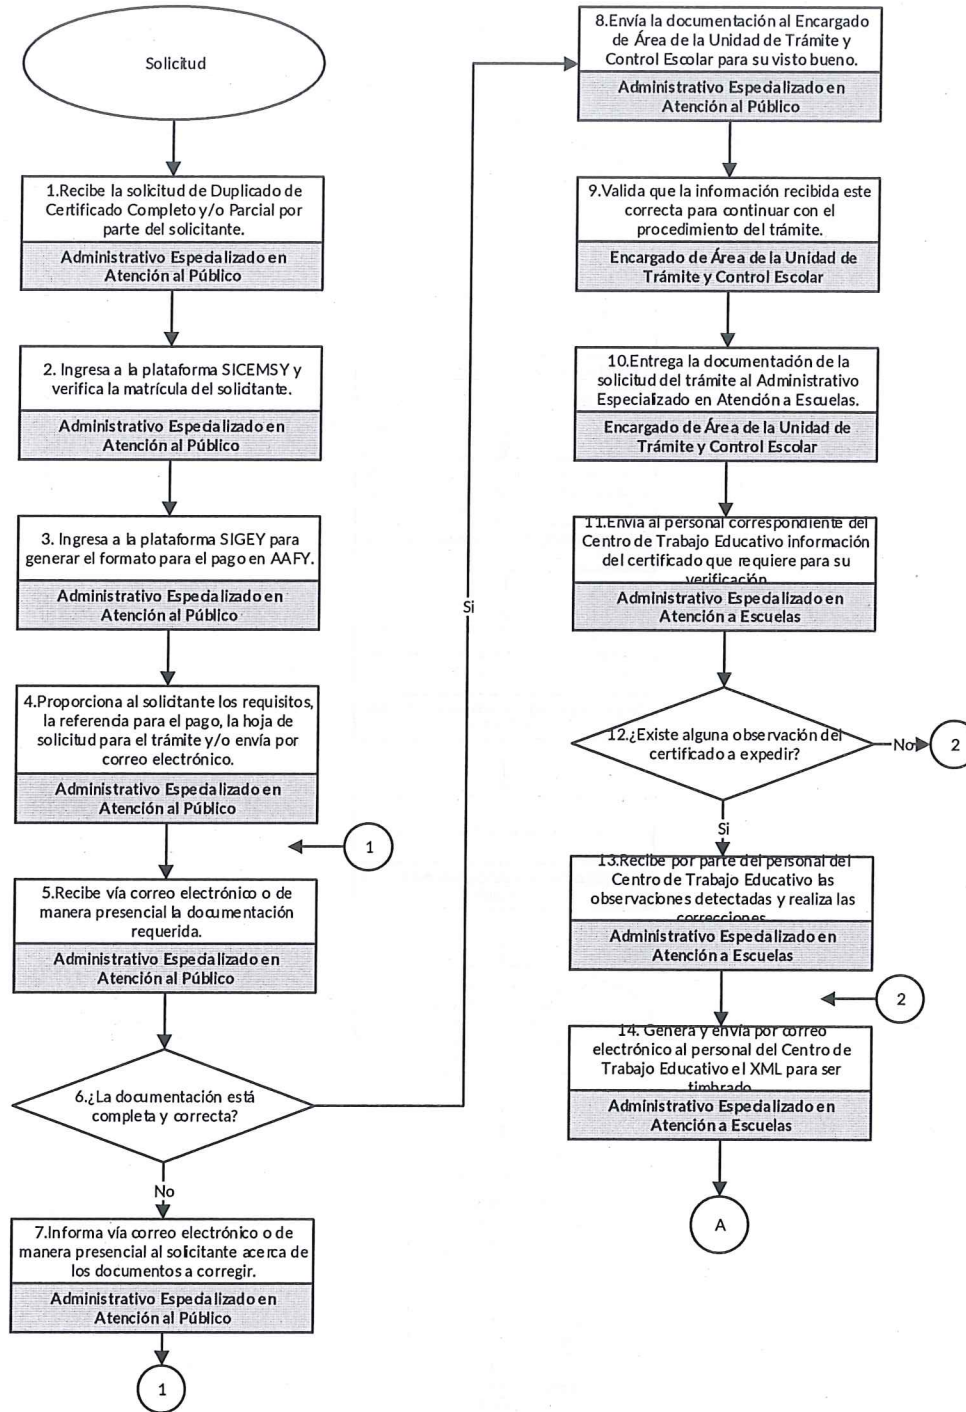 Solicitud
1.Recibe la solicitud de Duplicado de
Certificado Completo y/o Parcial por
parte del solicitante.
Administrativo Especializado en
Atención al Público
2. Ingresa a la plataforma SICEMSY y
verifica la matrícula del solicitante.
Administrativo Especializado en
Atención al Público
3. Ingresa a la plataforma SIGEY para
generar el formato para el pago en AAFY.
Administrativo Especializado en
Atención al Público
4.Proporciona al solicitante los requisitos,
la referencia para el pago, la hoja de
solicitud para el trámite y/o envía por
correo electrónico.
Administrativo Especializado en
Atención al Público
1
5.Recibe vía correo electrónico o de
manera presencial la documentación
requerida.
Administrativo Especializado en
Atención al Público
6.¿La documentación está
completa y correcta?
Si
No
7.Informa vía correo electrónico o de
manera presencial al solicitante acerca de
los documentos a corregir.
Administrativo Especializado en
Atención al Público
1
8.Envía la documentación al Encargado
de Área de la Unidad de Trámite y
Control Escolar para su visto bueno.
Administrativo Especializado en
Atención al Público
9.Valida que la información recibida este
correcta para continuar con el
procedimiento del trámite.
Encargado de Área de la Unidad de
Trámite y Control Escolar
10.Entrega la documentación de la
solicitud del trámite al Administrativo
Especializado en Atención a Escuelas.
Encargado de Área de la Unidad de
Trámite y Control Escolar
11.Envía al personal correspondiente del
Centro de Trabajo Educativo información
del certificado que requiere para su
verificación.
Administrativo Especializado en
Atención a Escuelas
12.¿Existe alguna observación del
certificado a expedir?
No
2
Si
13.Recibe por parte del personal del
Centro de Trabajo Educativo las
observaciones detectadas y realiza las
correcciones.
Administrativo Especializado en
Atención a Escuelas
2
14. Genera y envía por correo
electrónico al personal del Centro de
Trabajo Educativo el XML para ser
timbrado.
Administrativo Especializado en
Atención a Escuelas
A